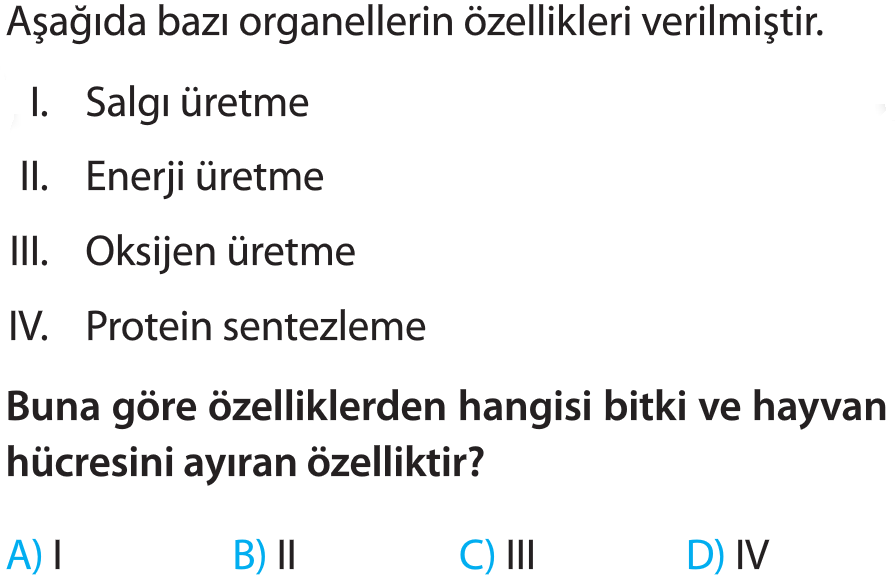 Aşağıda bazı organellerin özellikleri verilmiştir.
I. Salgı üretme
II. Enerji üretme
III. Oksijen üretme
IV. Protein sentezleme
Buna göre özelliklerden hangisi bitki ve hayvan
hücresini ayıran özelliktir?
A) I B) II C) III D) IV